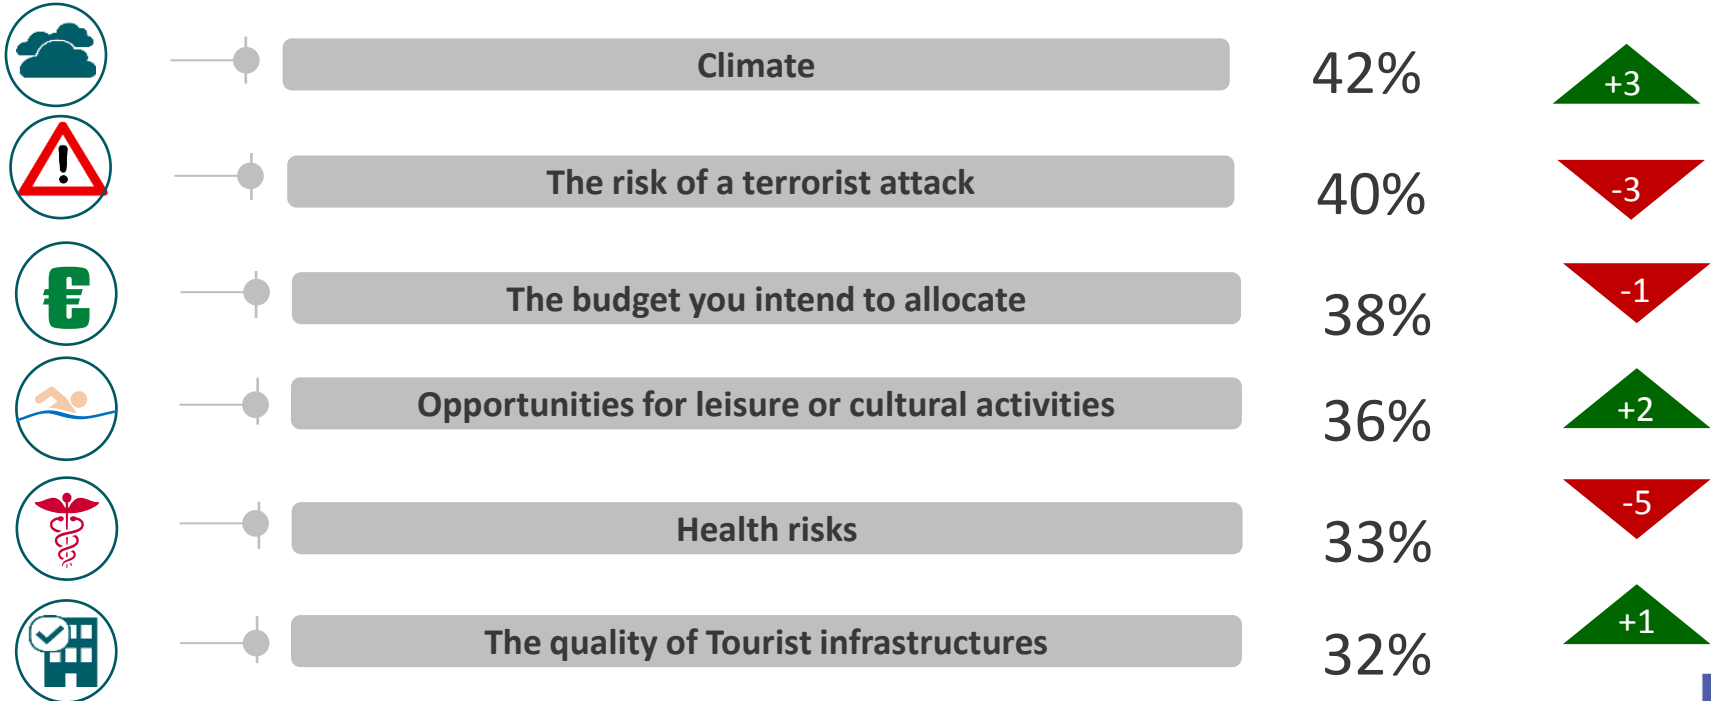 Climate 42% +3
The risk of a terrorist attack 40% -3
The budget you intend to allocate 38% -1
Opportunities for leisure or cultural activities 36% +2
Health risks 33% -5
The quality of Tourist infrastructures 32% +1